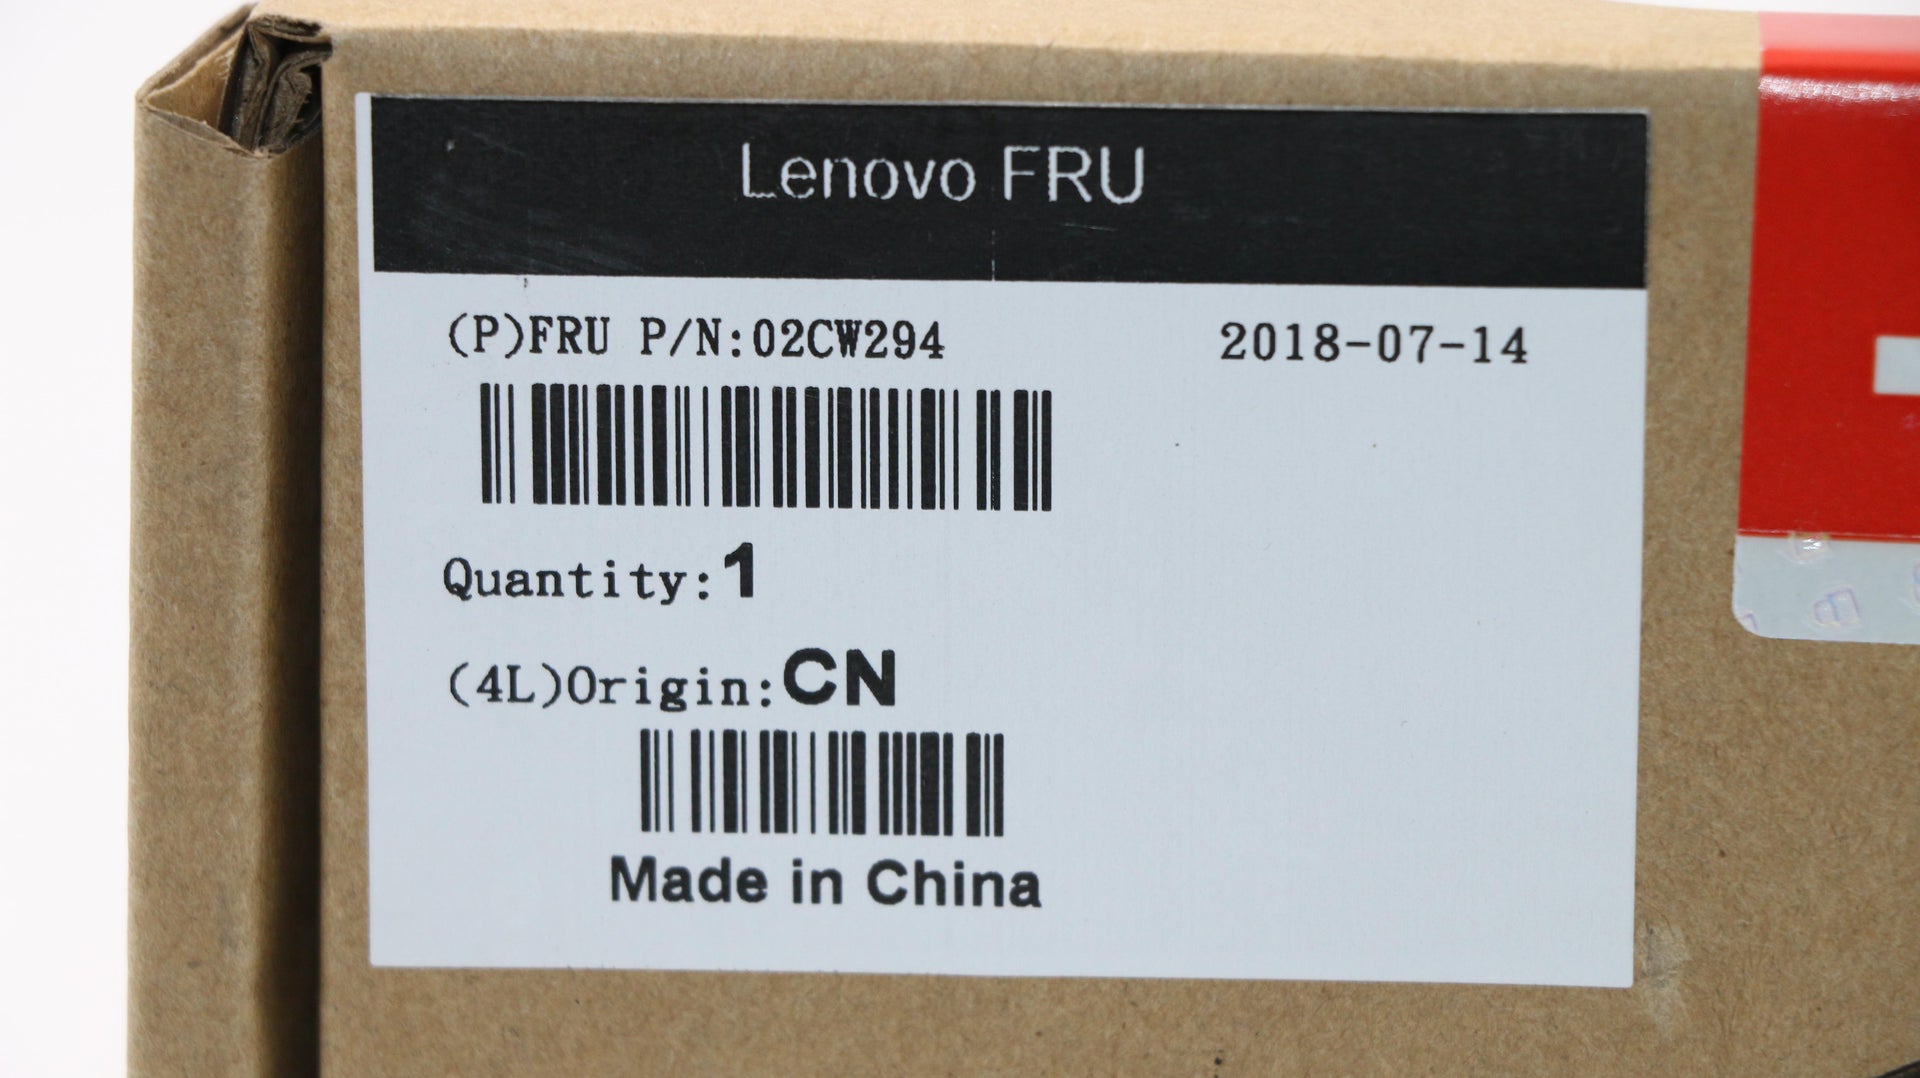 Lenovo FRU
(P)FRU P/N:02CW294 2018-07-14
Quantity:1
(4L)Origin:CN
Made in China